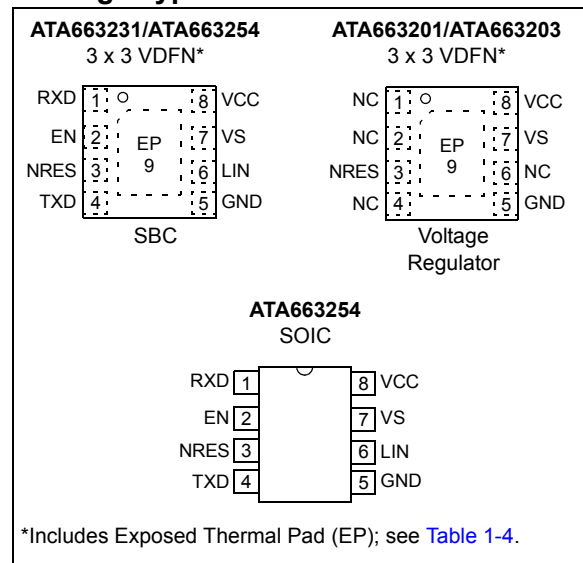 ATA663231/ATA663254
3 x 3 VDFN*
RXD 1 8 VCC
EN 2 EP 7 VS
NRES 3 9 6 LIN
TXD 4 5 GND
SBC
ATA663201/ATA663203
3 x 3 VDFN*
NC 1 8 VCC
NC 2 EP 7 VS
NRES 3 9 6 NC
NC 4 5 GND
Voltage
Regulator
ATA663254
SOIC
RXD 1 8 VCC
EN 2 7 VS
NRES 3 6 LIN
TXD 4 5 GND
*Includes Exposed Thermal Pad (EP); see Table 1-4.